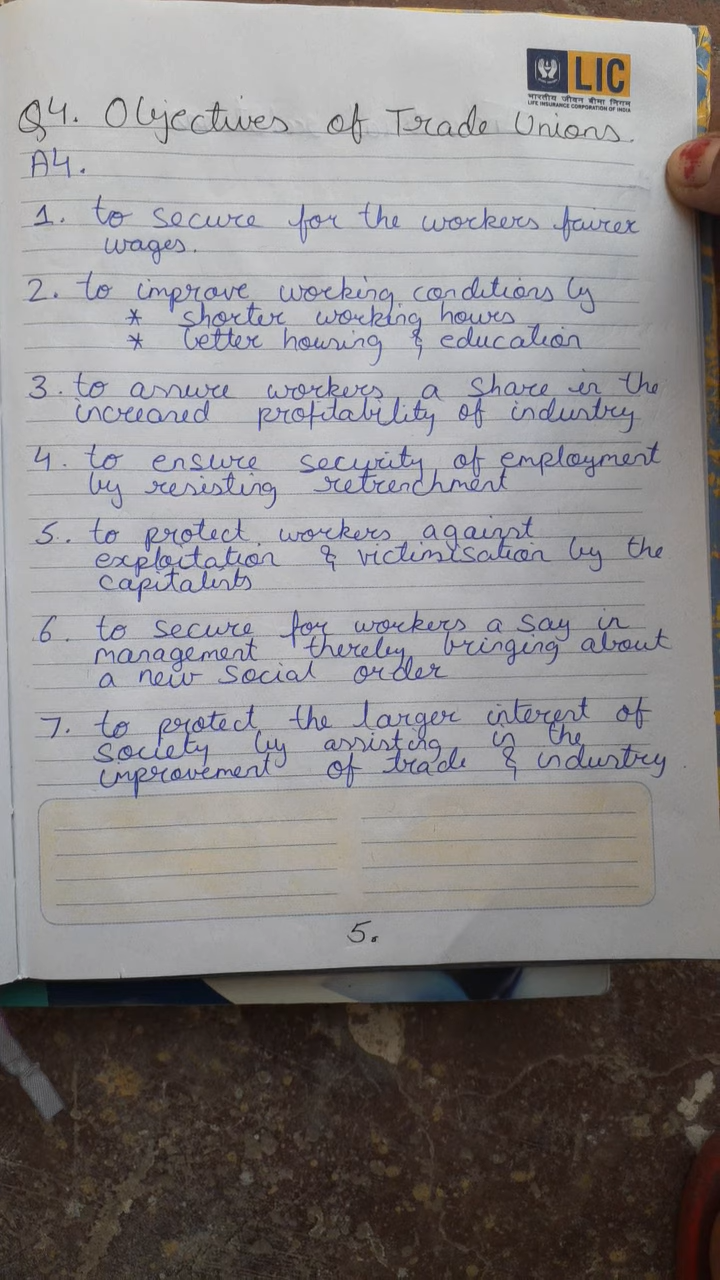 LIC
भारतीय जीवन बीमा निगम
LIFE INSURANCE CORPORATION OF INDIA
Q4. Objectives of Trade Unions.
A4.
1. to secure for the workers fairer
wages.
2. to improve working conditions by
* shorter working hours
* better housing & education
3. to assure workers a share in the
increased profitability of industry
4. to ensure security of employment
by resisting retrenchment
5. to protect workers against
exploitation & victimisation by the
capitalists
6. to secure for workers a say in
management thereby bringing about
a new social order
7. to protect the larger interest of
society by assisting in the
improvement of trade & industry.
5.